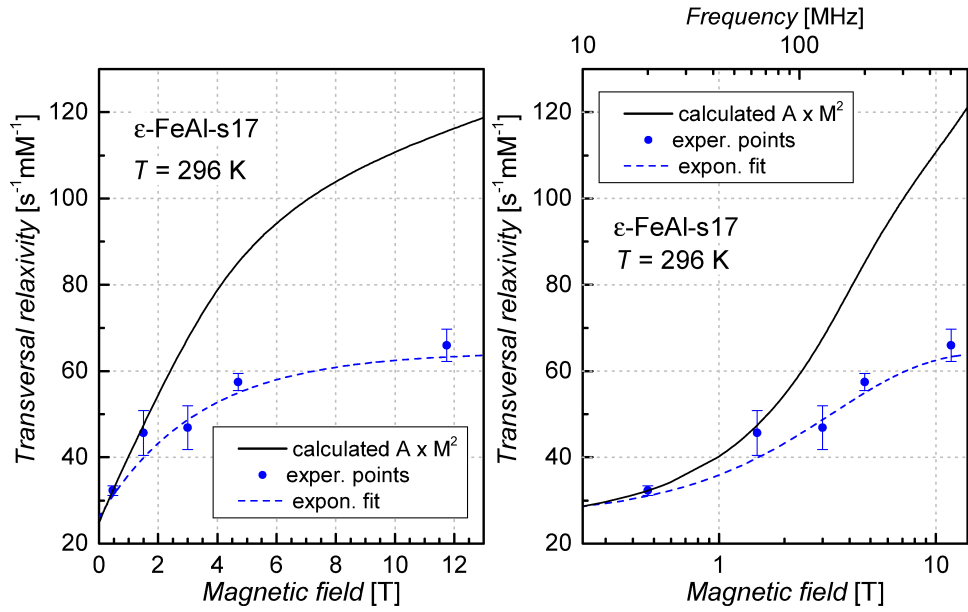 Frequency [MHz]
10
100
Transversal relaxivity [s⁻¹mM⁻¹]
120
100
80
60
40
20
ε-FeAl-s17
T = 296 K
calculated A x M²
exper. points
expon. fit
0
2
4
6
8
10
12
Magnetic field [T]
Transversal relaxivity [s⁻¹mM⁻¹]
120
100
80
60
40
20
calculated A x M²
exper. points
expon. fit
ε-FeAl-s17
T = 296 K
1
10
Magnetic field [T]